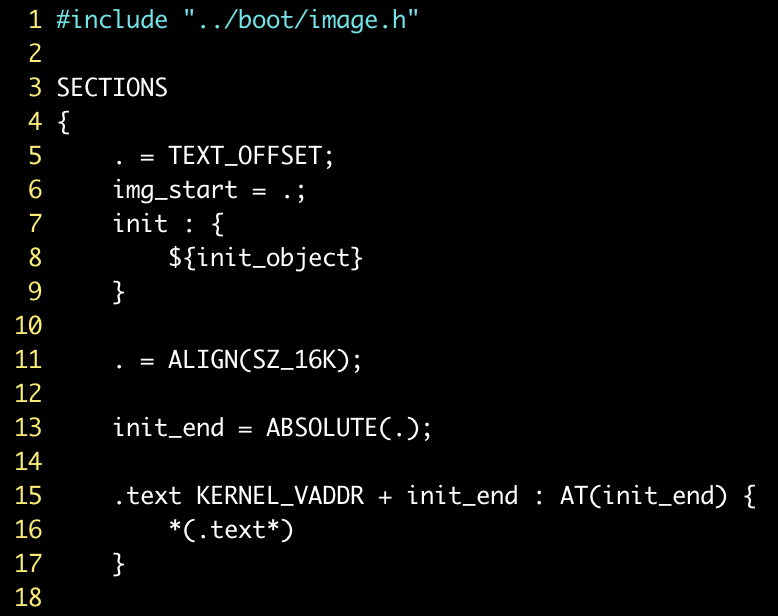 1 #include "../boot/image.h"
2
3 SECTIONS
4 {
5     . = TEXT_OFFSET;
6     img_start = .;
7     init : {
8         ${init_object}
9     }
10
11     . = ALIGN(SZ_16K);
12
13     init_end = ABSOLUTE(.);
14
15     .text KERNEL_VADDR + init_end : AT(init_end) {
16         *(.text*)
17     }
18